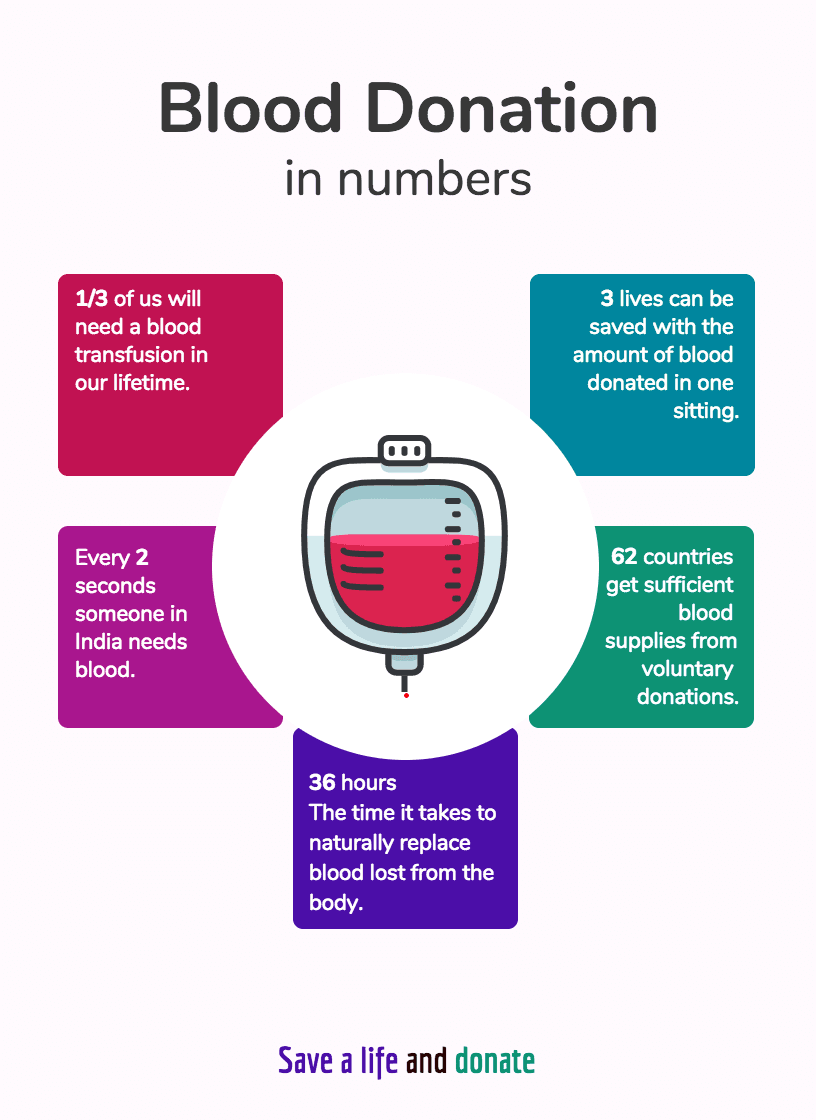 Blood Donation
in numbers
1/3 of us will
need a blood
transfusion in
our lifetime.
3 lives can be
saved with the
amount of blood
donated in one
sitting.
Every 2
seconds
someone in
India needs
blood.
62 countries
get sufficient
blood
supplies from
voluntary
donations.
36 hours
The time it takes to
naturally replace
blood lost from the
body.
Save a life and donate